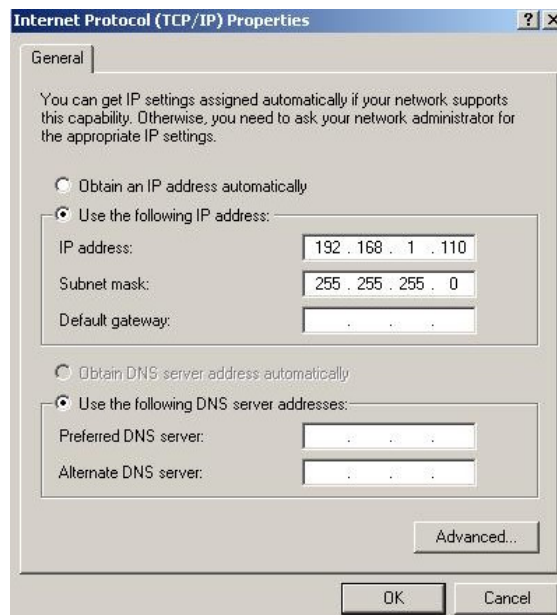 Internet Protocol (TCP/IP) Properties
General
You can get IP settings assigned automatically if your network supports
this capability. Otherwise, you need to ask your network administrator for
the appropriate IP settings.
Obtain an IP address automatically
Use the following IP address:
IP address: 192 . 168 . 1 . 110
Subnet mask: 255 . 255 . 255 . 0
Default gateway: . . .
Obtain DNS server address automatically
Use the following DNS server addresses:
Preferred DNS server: . . .
Alternate DNS server: . . .
Advanced...
OK Cancel